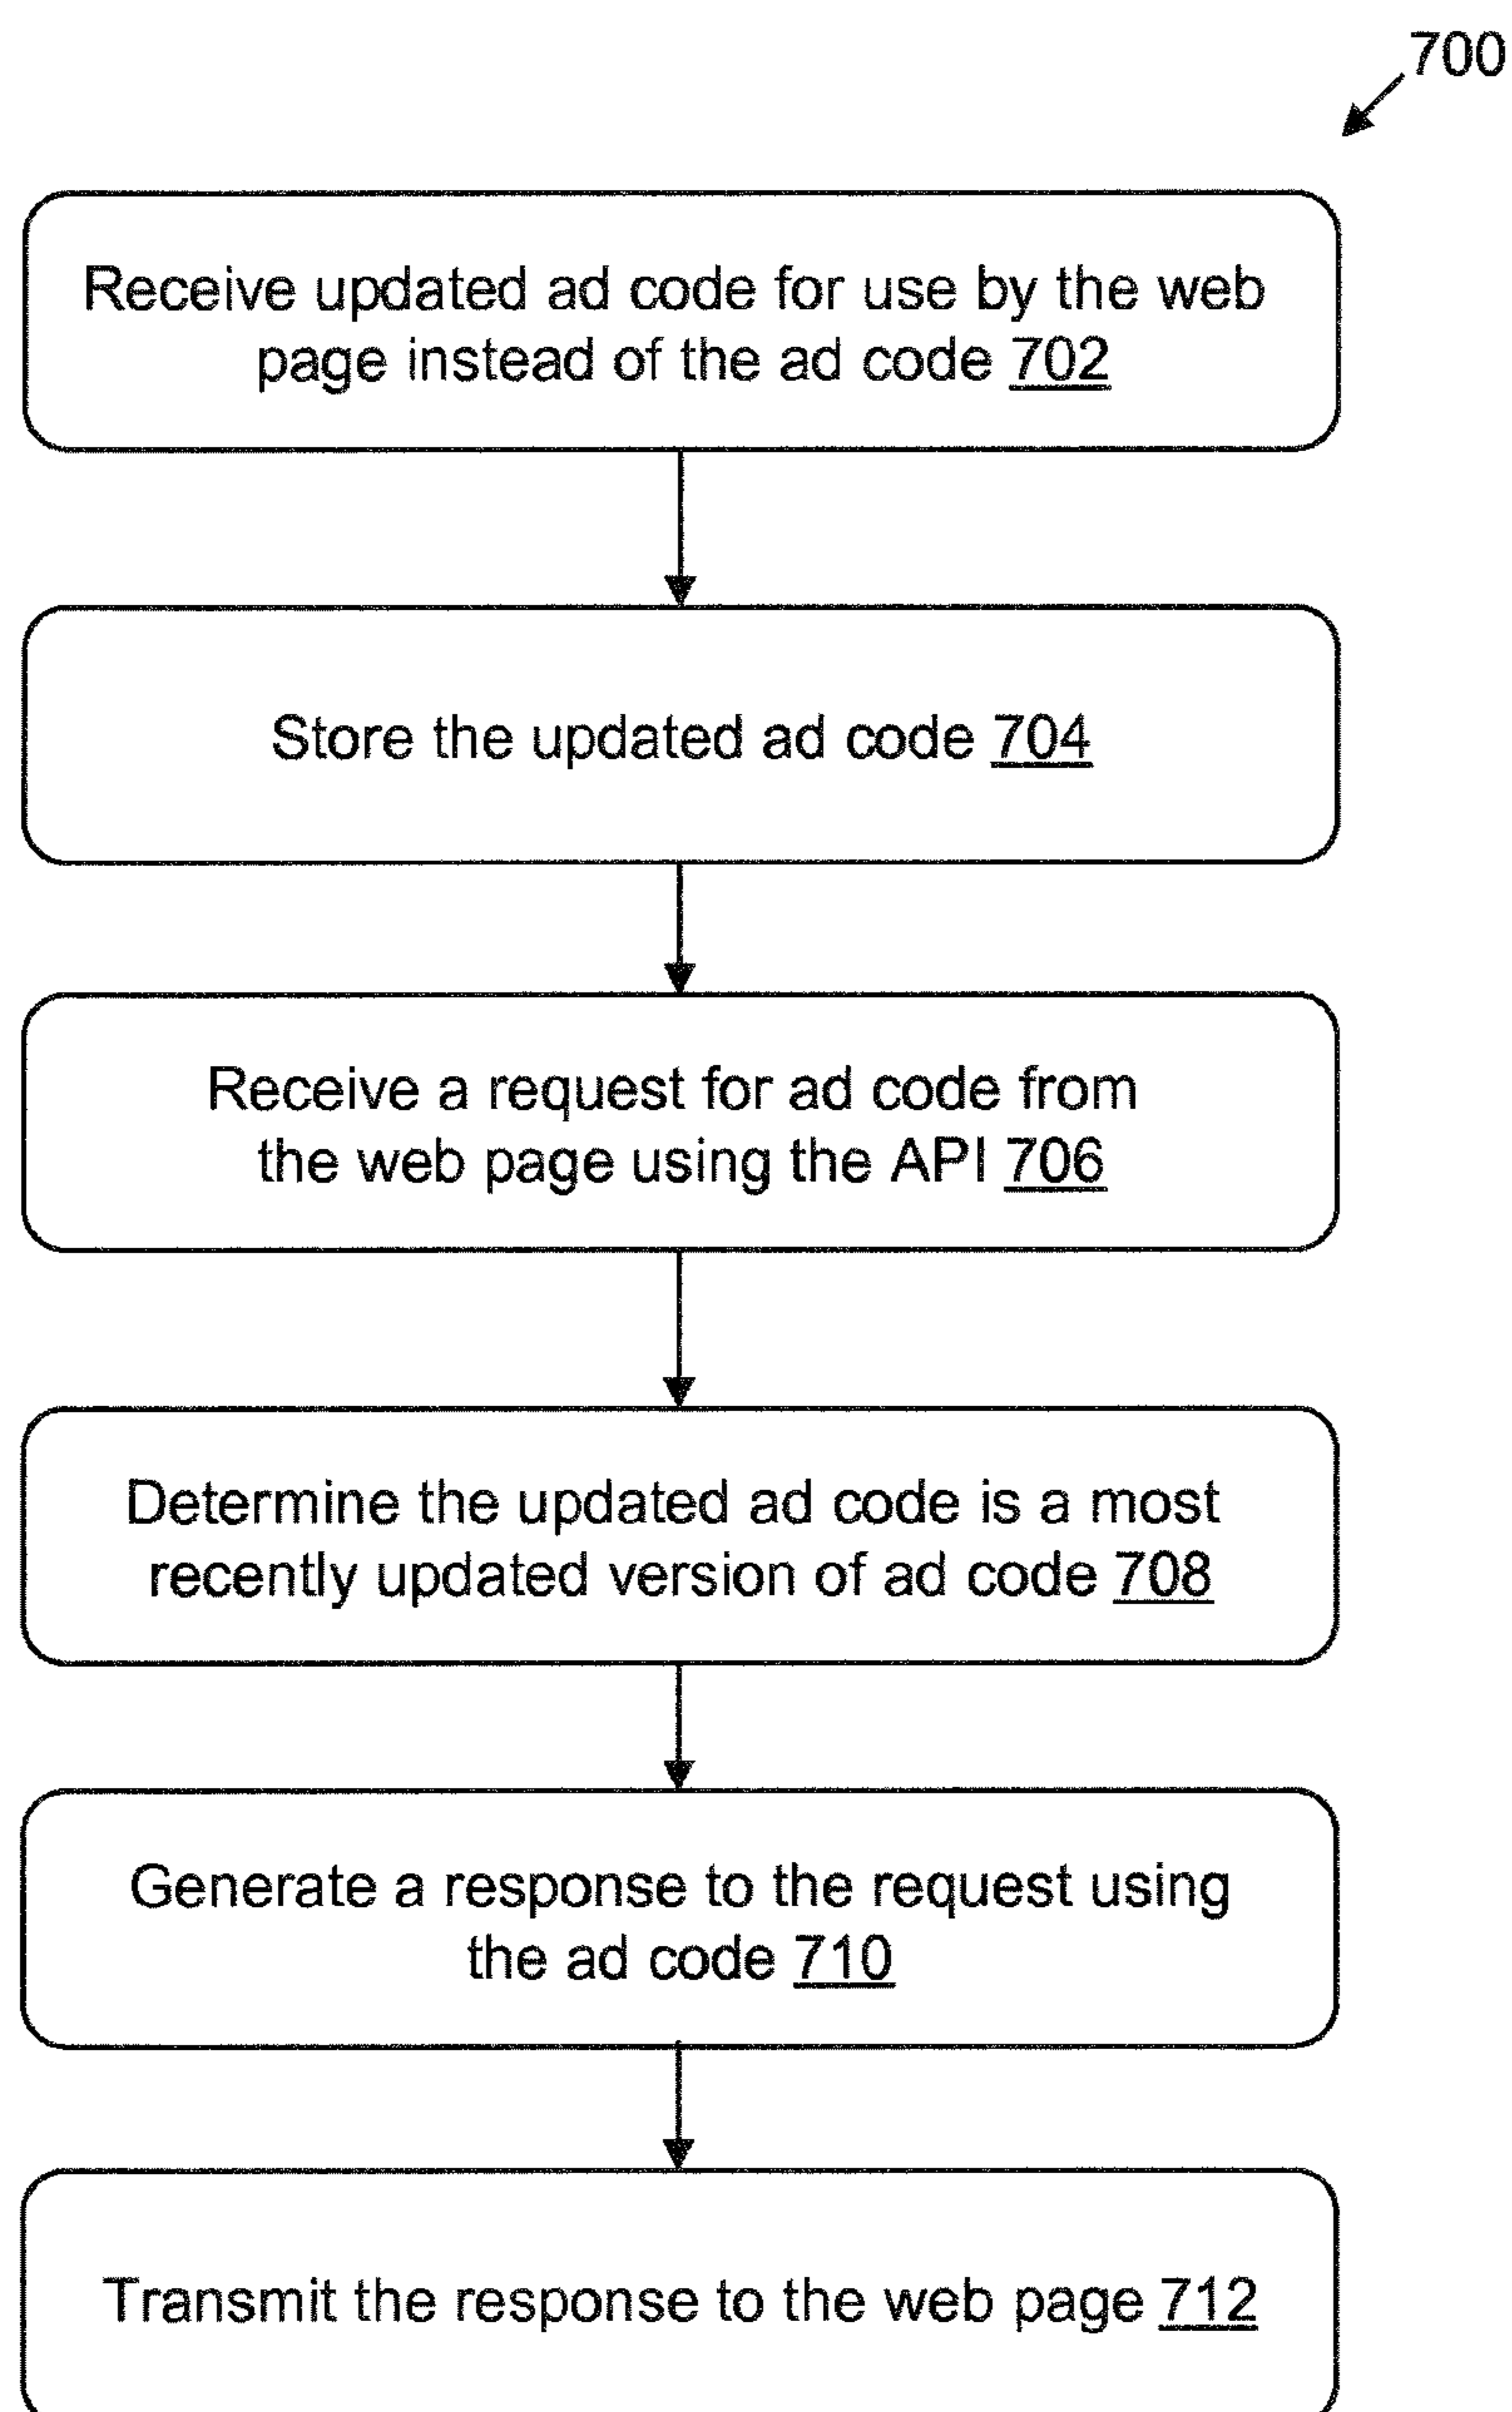 700
Receive updated ad code for use by the web
page instead of the ad code 702
Store the updated ad code 704
Receive a request for ad code from
the web page using the API 706
Determine the updated ad code is a most
recently updated version of ad code 708
Generate a response to the request using
the ad code 710
Transmit the response to the web page 712